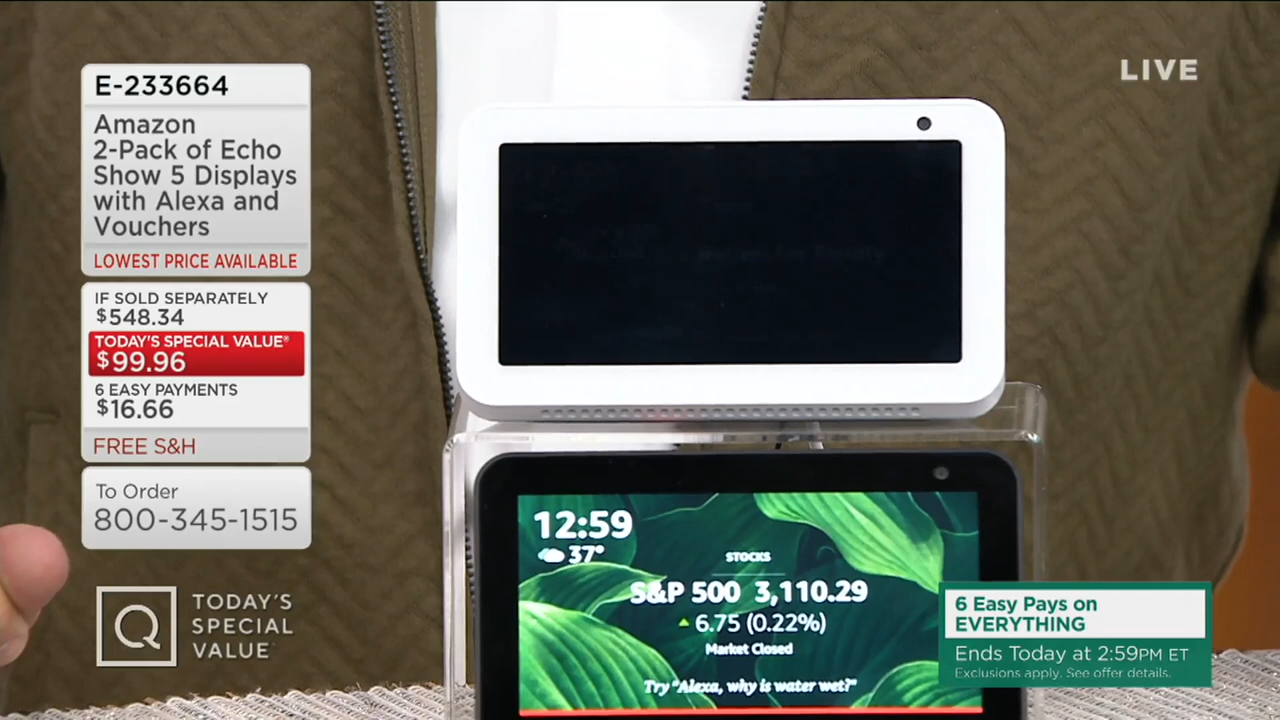 E-233664
Amazon
2-Pack of Echo
Show 5 Displays
with Alexa and
Vouchers
LOWEST PRICE AVAILABLE
IF SOLD SEPARATELY
$548.34
TODAY'S SPECIAL VALUE®
$99.96
6 EASY PAYMENTS
$16.66
FREE S&H
To Order
800-345-1515
Q
TODAY'S
SPECIAL
VALUE
LIVE
12:59
37°
STOCKS
S&P 500 3,110.29
6.75 (0.22%)
Market Closed
Try "Alexa, why is water wet?"
6 Easy Pays on
EVERYTHING
Ends Today at 2:59PM ET
Exclusions apply. See offer details.